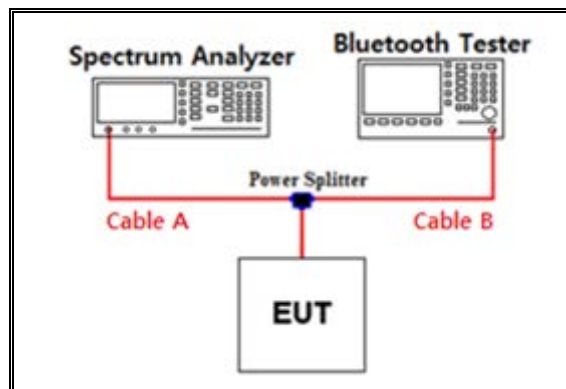 Spectrum Analyzer
Bluetooth Tester
Power Splitter
Cable A
Cable B
EUT